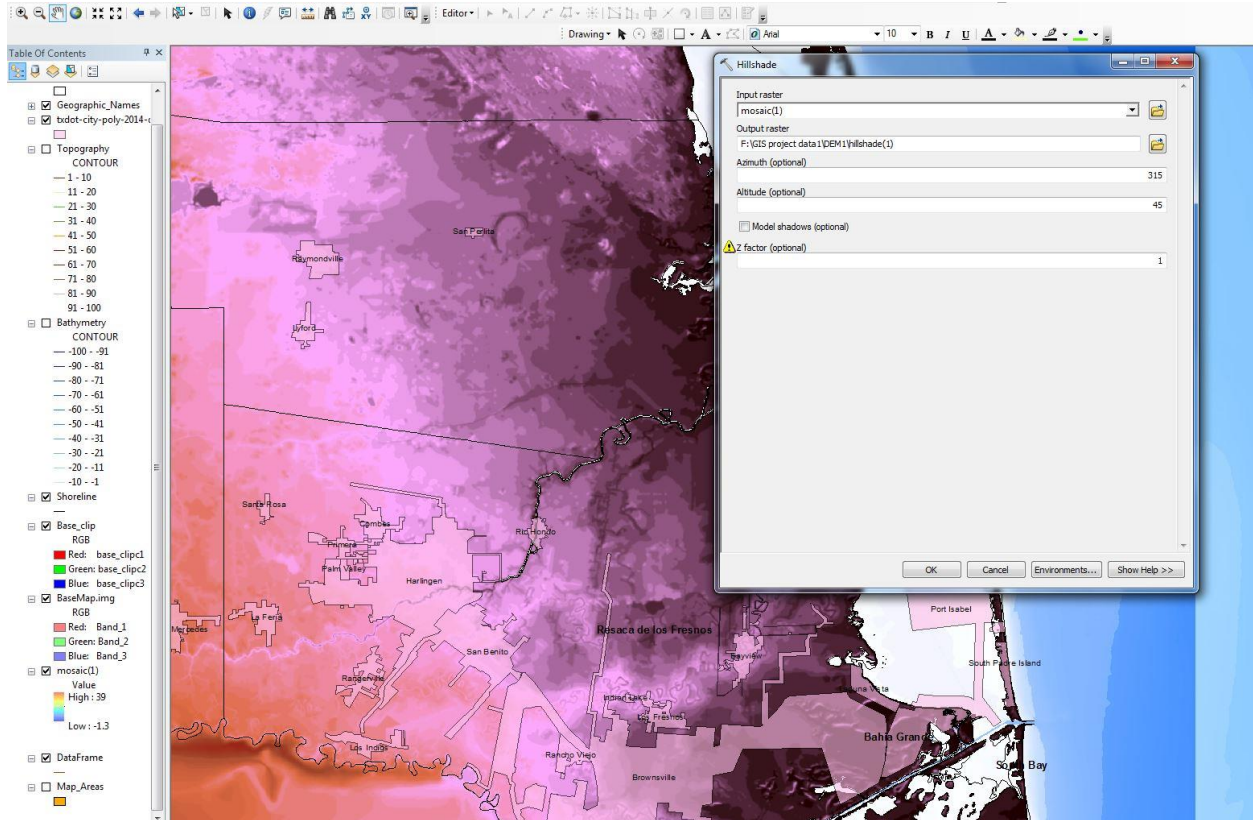 Editor
Drawing
Arial
10
B I U A
Table Of Contents
Geographic_Names
txdot-city-poly-2014-
Topography
CONTOUR
1 - 10
11 - 20
21 - 30
31 - 40
41 - 50
51 - 60
61 - 70
71 - 80
81 - 90
91 - 100
Bathymetry
CONTOUR
-100 - -91
-90 - -81
-80 - -71
-70 - -61
-60 - -51
-50 - -41
-40 - -31
-30 - -21
-20 - -11
-10 - -1
Shoreline
Base_clip
RGB
Red: base_clipc1
Green: base_clipc2
Blue: base_clipc3
BaseMap.img
RGB
Red: Band_1
Green: Band_2
Blue: Band_3
mosaic(1)
Value
High : 39
Low : -1.3
DataFrame
Map_Areas
San Perlita
Raymondville
Lyford
Santa Rosa
Combes
Primera
Palm Valley
Harlingen
Rio Hondo
La Feria
Mercedes
Resaca de los Fresnos
San Benito
Bayview
Rangerville
Indian Lake
Los Fresnos
Laguna Vista
Port Isabel
South Padre Island
Los Indios
Rancho Viejo
Brownsville
Bahia Grande
South Bay
Hillshade
Input raster
mosaic(1)
Output raster
F:\GIS project data1\DEM1\hillshade(1)
Azimuth (optional)
315
Altitude (optional)
45
Model shadows (optional)
Z factor (optional)
1
OK
Cancel
Environments...
Show Help >>